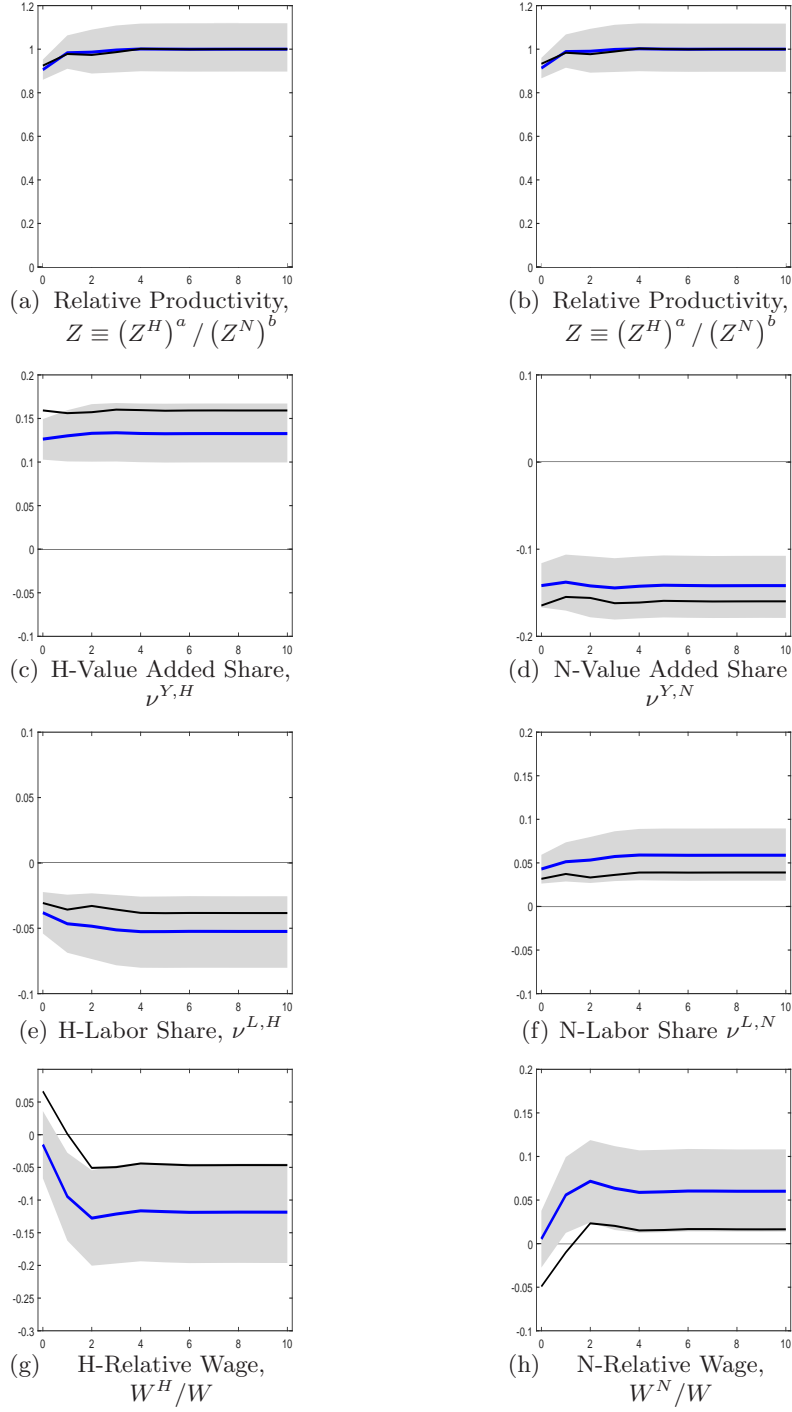 1.2
1
0.8
0.6
0.4
0.2
0
0 2 4 6 8 10
(a) Relative Productivity,
Z ≡ (Z^H)^a / (Z^N)^b
1.2
1
0.8
0.6
0.4
0.2
0
0 2 4 6 8 10
(b) Relative Productivity,
Z ≡ (Z^H)^a / (Z^N)^b
0.2
0.15
0.1
0.05
0
-0.05
-0.1
0 2 4 6 8 10
(c) H-Value Added Share,
ν^{Y,H}
0.1
0
-0.1
-0.2
0 2 4 6 8 10
(d) N-Value Added Share
ν^{Y,N}
0.1
0.05
0
-0.05
-0.1
0 2 4 6 8 10
(e) H-Labor Share, ν^{L,H}
0.2
0.15
0.1
0.05
0
-0.05
-0.1
0 2 4 6 8 10
(f) N-Labor Share ν^{L,N}
0.05
0
-0.05
-0.1
-0.15
-0.2
-0.25
-0.3
0 2 4 6 8 10
(g) H-Relative Wage,
W^H/W
0.2
0.15
0.1
0.05
0
-0.05
-0.1
0 2 4 6 8 10
(h) N-Relative Wage,
W^N/W